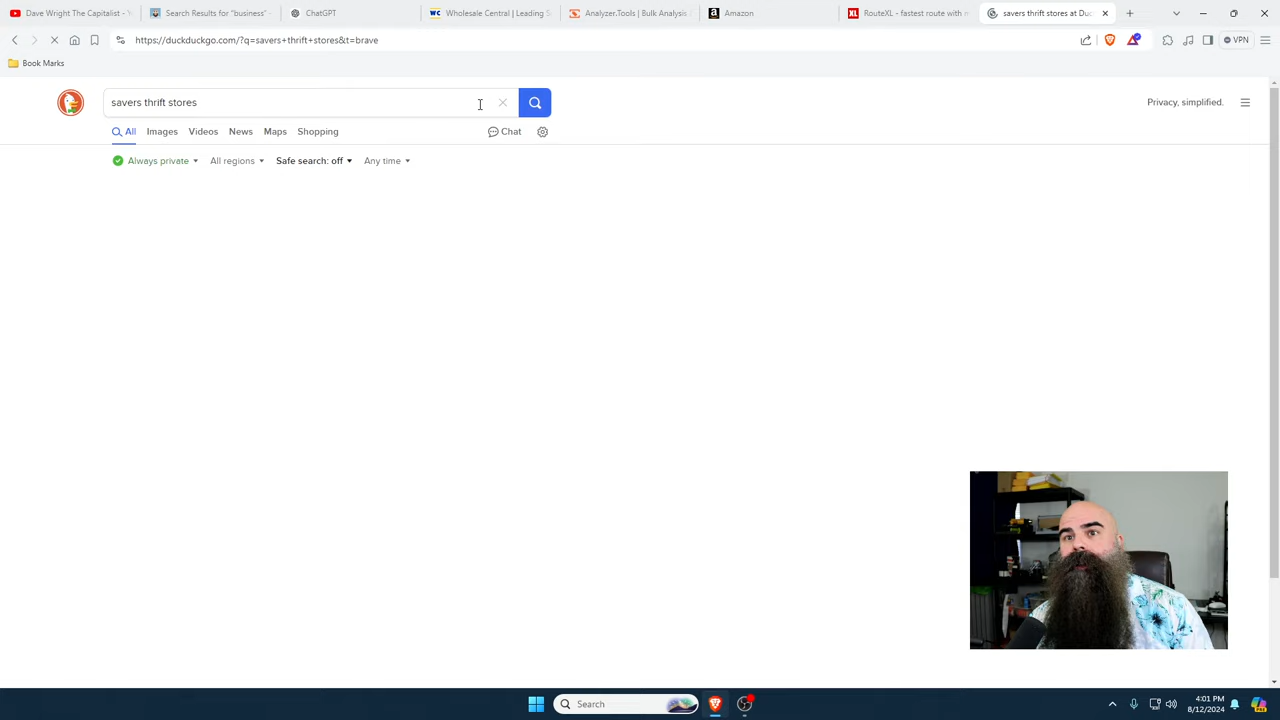 Dave Wright The Capitalist - Y
Search Results for "business"
ChatGPT
WC Wholesale Central | Leading S
Analyzer.Tools | Bulk Analysis
Amazon
XL RouteXL - fastest route with m
savers thrift stores at Duc
https://duckduckgo.com/?q=savers+thrift+stores&t=brave
VPN
Book Marks
savers thrift stores
Privacy, simplified.
All
Images
Videos
News
Maps
Shopping
Chat
Always private
All regions
Safe search: off
Any time
Search
4:01 PM
8/12/2024